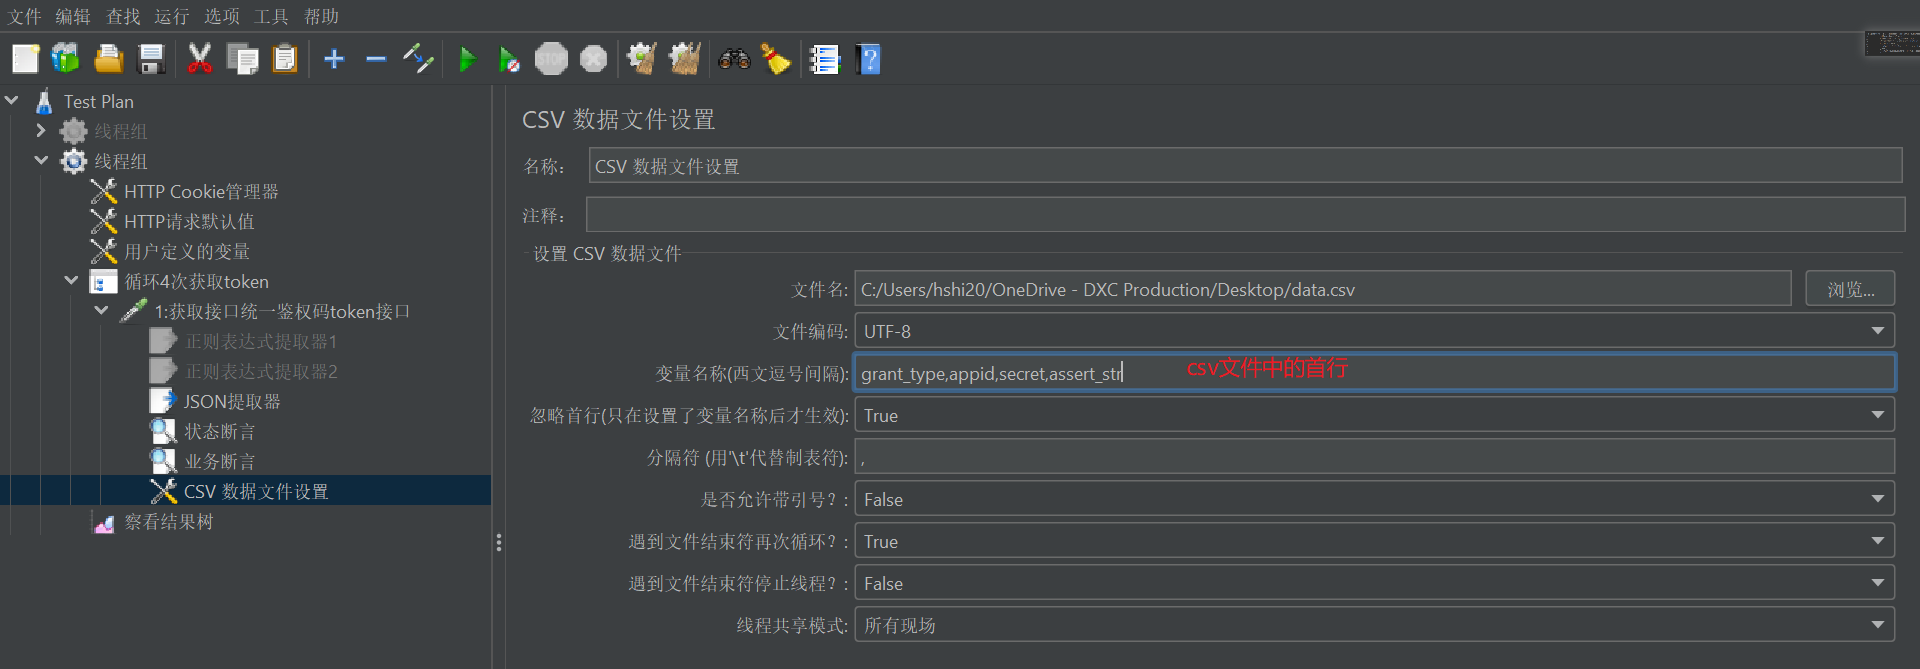 文件 编辑 查找 运行 选项 工具 帮助
STOP
Test Plan
线程组
线程组
HTTP Cookie管理器
HTTP请求默认值
用户定义的变量
循环4次获取token
1:获取接口统一鉴权码token接口
正则表达式提取器1
正则表达式提取器2
JSON提取器
状态断言
业务断言
CSV 数据文件设置
察看结果树
CSV 数据文件设置
名称： CSV 数据文件设置
注释：
设置 CSV 数据文件
文件名: C:/Users/hshi20/OneDrive - DXC Production/Desktop/data.csv 浏览...
文件编码: UTF-8
变量名称(西文逗号间隔): grant_type,appid,secret,assert_str csv文件中的首行
忽略首行(只在设置了变量名称后才生效): True
分隔符 (用'\t'代替制表符): ,
是否允许带引号？: False
遇到文件结束符再次循环？: True
遇到文件结束符停止线程？: False
线程共享模式: 所有现场